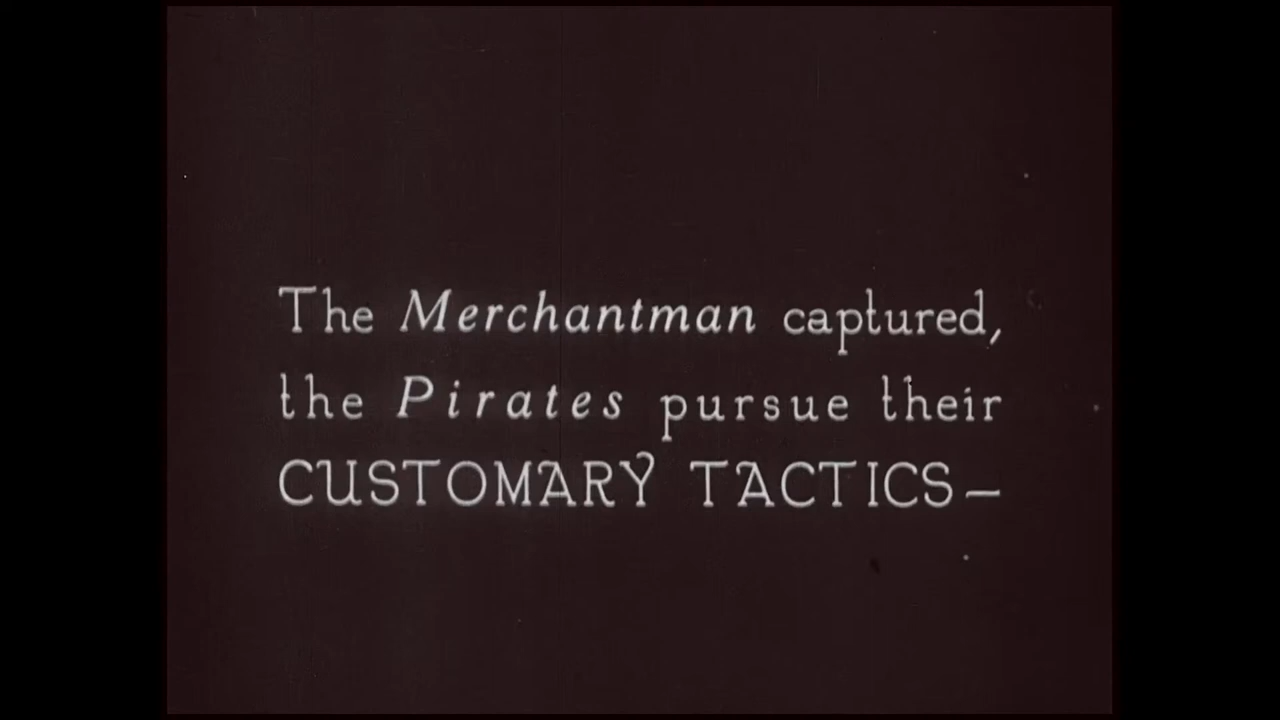 The Merchantman captured,
the Pirates pursue their
CUSTOMARY TACTICS—